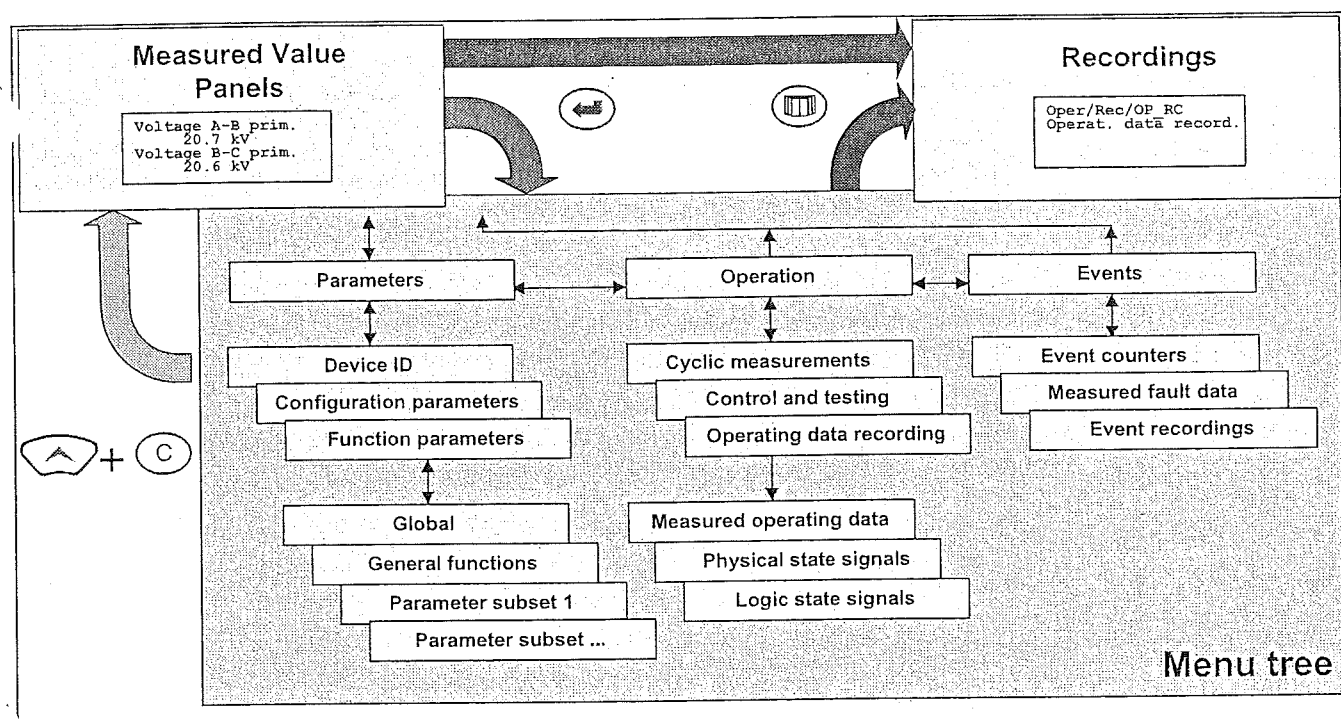 Measured Value
Panels
Voltage A-B prim.
20.7 kV
Voltage B-C prim.
20.6 kV
Recordings
Oper/Rec/OP_RC
Operat. data record.
Parameters
Operation
Events
Device ID
Configuration parameters
Function parameters
Cyclic measurements
Control and testing
Operating data recording
Event counters
Measured fault data
Event recordings
+ C
Global
General functions
Parameter subset 1
Parameter subset ...
Measured operating data
Physical state signals
Logic state signals
Menu tree